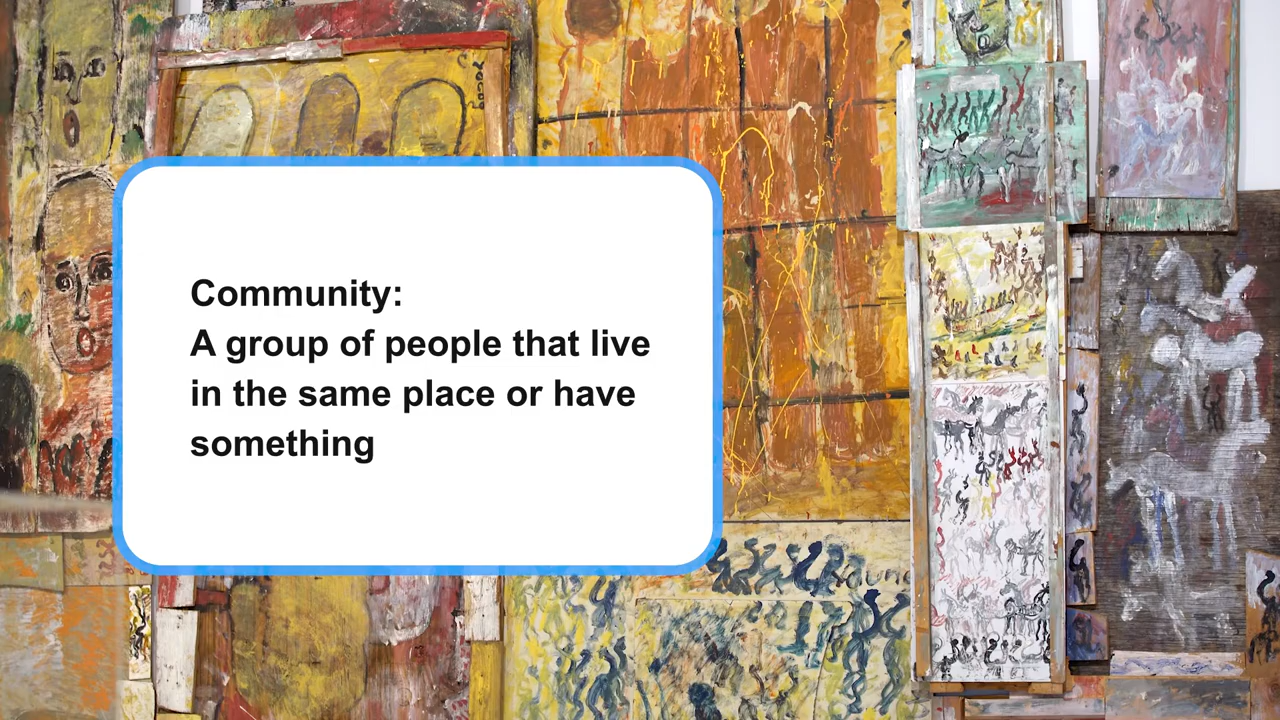 Community:
A group of people that live
in the same place or have
something